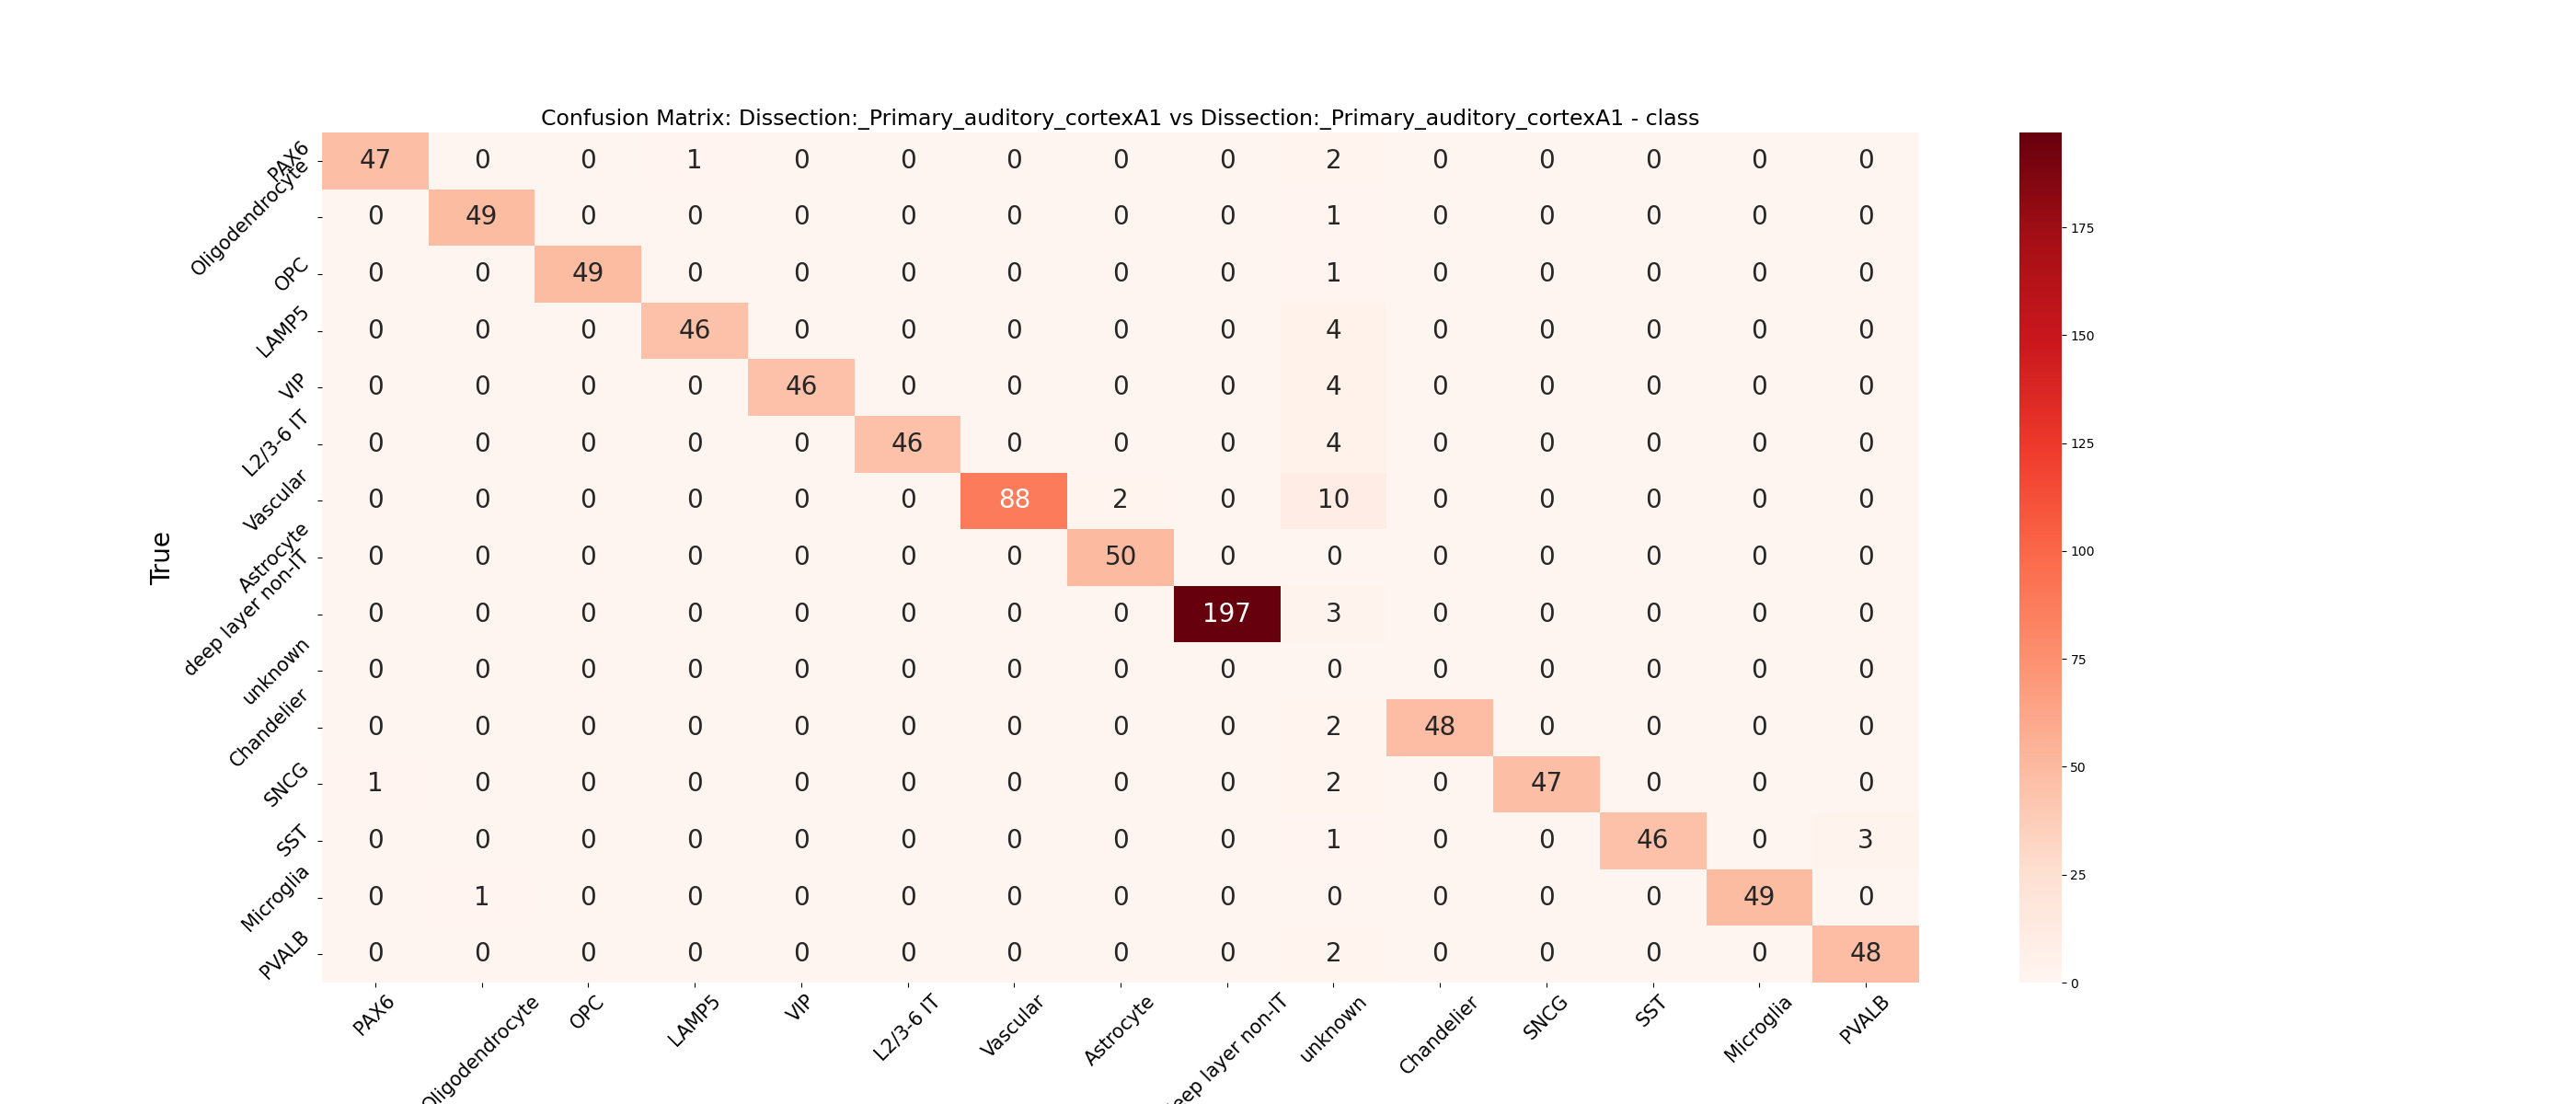 Confusion Matrix: Dissection:_Primary_auditory_cortexA1 vs Dissection:_Primary_auditory_cortexA1 - class
PAX6 47 0 0 1 0 0 0 0 0 2 0 0 0 0 0
Oligodendrocyte 0 49 0 0 0 0 0 0 0 1 0 0 0 0 0
OPC 0 0 49 0 0 0 0 0 0 1 0 0 0 0 0
LAMP5 0 0 0 46 0 0 0 0 0 4 0 0 0 0 0
VIP 0 0 0 0 46 0 0 0 0 4 0 0 0 0 0
L2/3-6 IT 0 0 0 0 0 46 0 0 0 4 0 0 0 0 0
Vascular 0 0 0 0 0 0 88 2 0 10 0 0 0 0 0
Astrocyte 0 0 0 0 0 0 0 50 0 0 0 0 0 0 0
deep layer non-IT 0 0 0 0 0 0 0 0 197 3 0 0 0 0 0
unknown 0 0 0 0 0 0 0 0 0 0 0 0 0 0 0
Chandelier 0 0 0 0 0 0 0 0 0 2 48 0 0 0 0
SNCG 1 0 0 0 0 0 0 0 0 2 0 47 0 0 0
SST 0 0 0 0 0 0 0 0 0 1 0 0 46 0 3
Microglia 0 1 0 0 0 0 0 0 0 0 0 0 0 49 0
PVALB 0 0 0 0 0 0 0 0 0 2 0 0 0 0 48
True
PAX6 Oligodendrocyte OPC LAMP5 VIP L2/3-6 IT Vascular Astrocyte eep layer non-IT unknown Chandelier SNCG SST Microglia PVALB
175
150
125
100
75
50
25
0